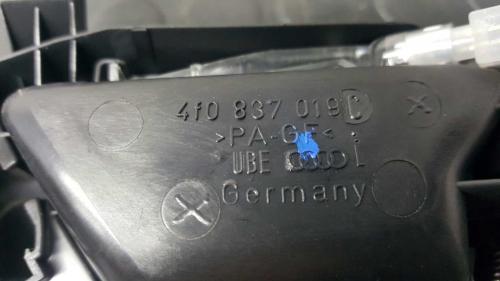 4f0 837 019 C
>PA-GF<
UBE L
Germany